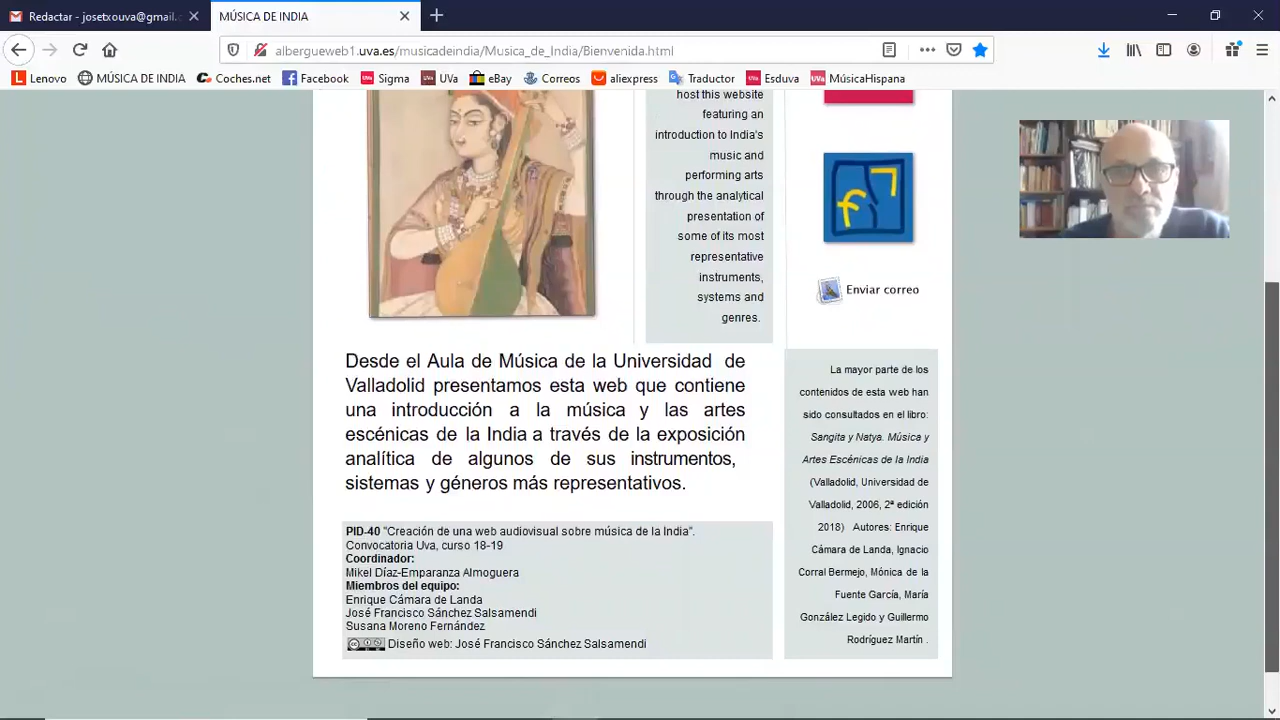 Redactar - josetxouva@gmail.
MÚSICA DE INDIA
albergueweb1.uva.es/musicadeindia/Musica_de_India/Bienvenida.html
Lenovo
MÚSICA DE INDIA
Coches.net
Facebook
Sigma
UVa
eBay
Correos
aliexpress
Traductor
Esduva
MúsicaHispana
host this website
featuring an
introduction to India's
music and
performing arts
through the analytical
presentation of
some of its most
representative
instruments,
systems and
genres.
Enviar correo
Desde el Aula de Música de la Universidad de
Valladolid presentamos esta web que contiene
una introducción a la música y las artes
escénicas de la India a través de la exposición
analítica de algunos de sus instrumentos,
sistemas y géneros más representativos.
La mayor parte de los
contenidos de esta web han
sido consultados en el libro:
Sangita y Natya. Música y
Artes Escénicas de la India
(Valladolid, Universidad de
Valladolid, 2006, 2ª edición
2018) Autores: Enrique
Cámara de Landa, Ignacio
Corral Bermejo, Mónica de la
Fuente García, María
González Legido y Guillermo
Rodríguez Martín .
PID-40 "Creación de una web audiovisual sobre música de la India".
Convocatoria Uva, curso 18-19
Coordinador:
Mikel Díaz-Emparanza Almoguera
Miembros del equipo:
Enrique Cámara de Landa
José Francisco Sánchez Salsamendi
Susana Moreno Fernández
Diseño web: José Francisco Sánchez Salsamendi